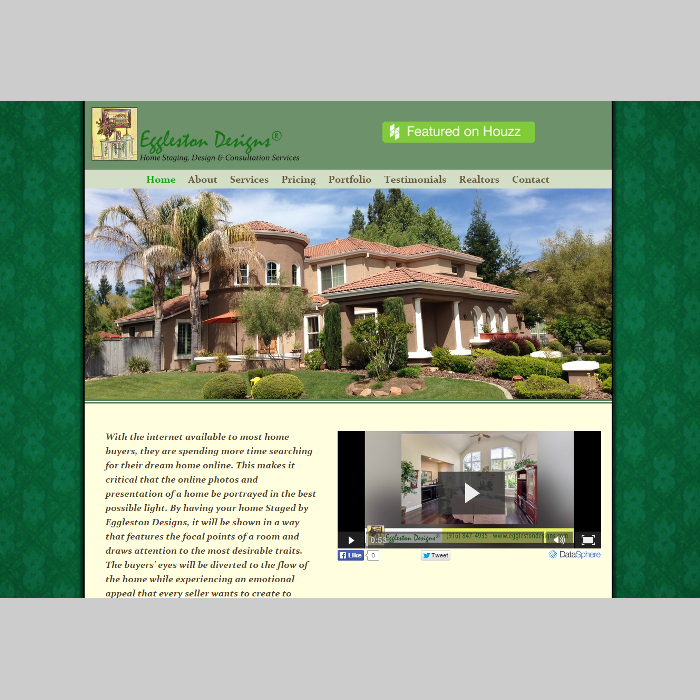 Eggleston Designs®
Home Staging, Design & Consultation Services
Featured on Houzz
Home About Services Pricing Portfolio Testimonials Realtors Contact
With the internet available to most home
buyers, they are spending more time searching
for their dream home online. This makes it
critical that the online photos and
presentation of a home be portrayed in the best
possible light. By having your home Staged by
Eggleston Designs, it will be shown in a way
that features the focal points of a room and
draws attention to the most desirable traits.
The buyers' eyes will be diverted to the flow of
the home while experiencing an emotional
appeal that every seller wants to create to
Eggleston Designs
0:53
Like 0
Tweet
DataSphere